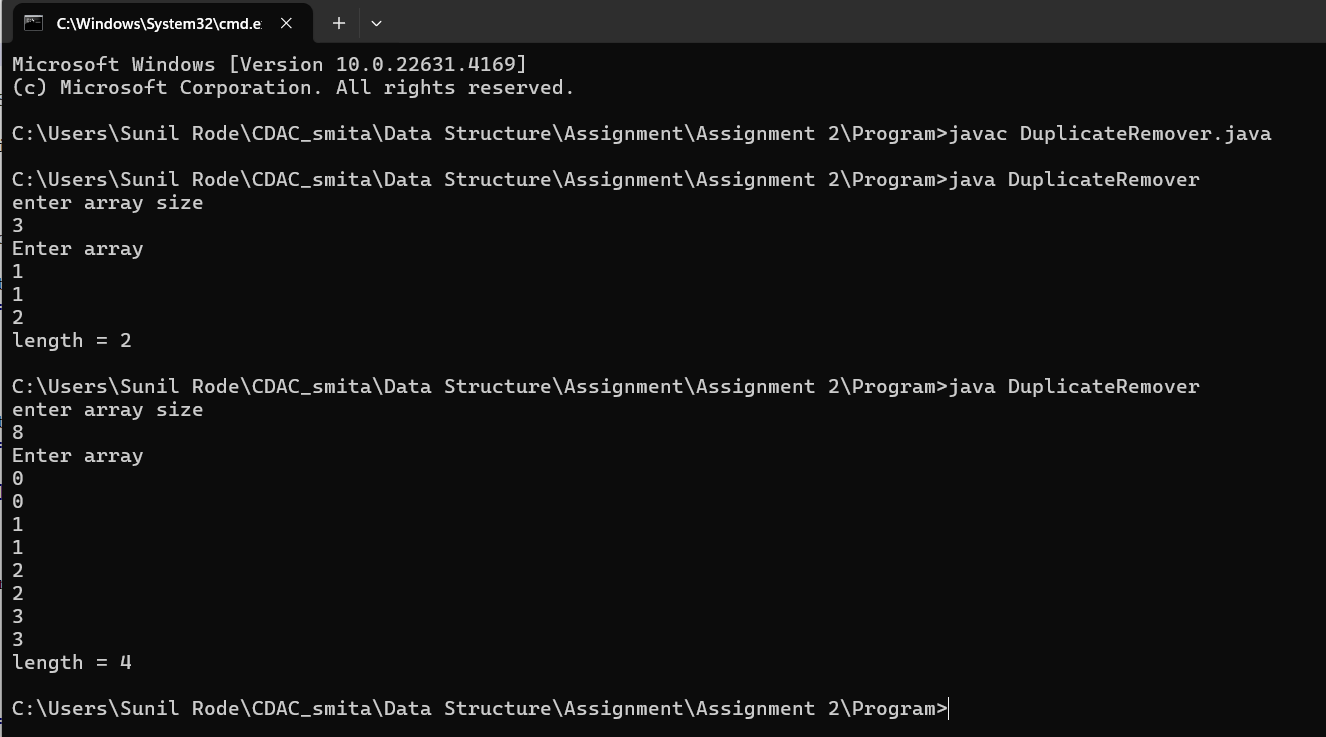 C:\Windows\System32\cmd.e
Microsoft Windows [Version 10.0.22631.4169]
(c) Microsoft Corporation. All rights reserved.
C:\Users\Sunil Rode\CDAC_smita\Data Structure\Assignment\Assignment 2\Program>javac DuplicateRemover.java
C:\Users\Sunil Rode\CDAC_smita\Data Structure\Assignment\Assignment 2\Program>java DuplicateRemover
enter array size
3
Enter array
1
1
2
length = 2
C:\Users\Sunil Rode\CDAC_smita\Data Structure\Assignment\Assignment 2\Program>java DuplicateRemover
enter array size
8
Enter array
0
0
1
1
2
2
3
3
length = 4
C:\Users\Sunil Rode\CDAC_smita\Data Structure\Assignment\Assignment 2\Program>